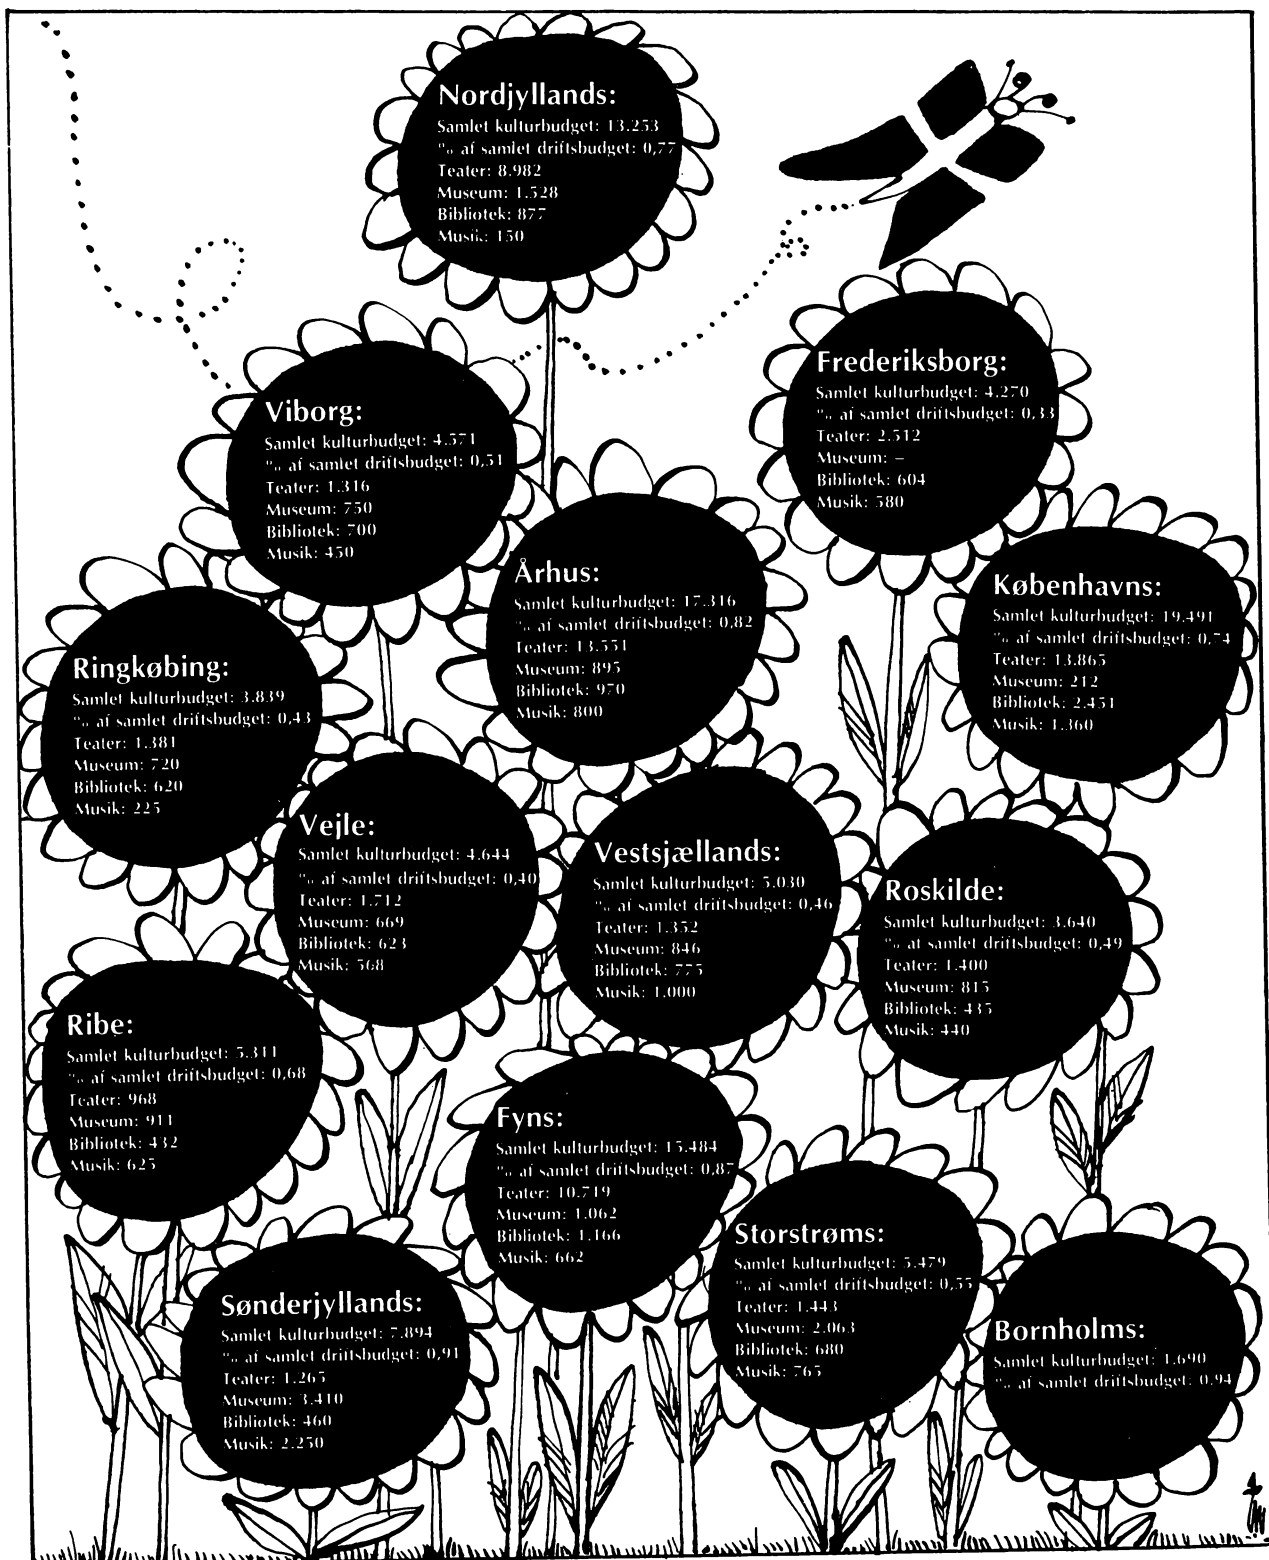 Nordjyllands:
Samlet kulturbudget: 13.253
% af samlet driftsbudget: 0,77
Teater: 8.982
Museum: 1.528
Bibliotek: 877
Musik: 150
Frederiksborg:
Samlet kulturbudget: 4.270
% af samlet driftsbudget: 0,33
Teater: 2.512
Museum: –
Bibliotek: 604
Musik: 580
Viborg:
Samlet kulturbudget: 4.571
% af samlet driftsbudget: 0,51
Teater: 1.316
Museum: 750
Bibliotek: 700
Musik: 450
Århus:
Samlet kulturbudget: 17.316
% af samlet driftsbudget: 0,82
Teater: 13.551
Museum: 895
Bibliotek: 970
Musik: 800
Københavns:
Samlet kulturbudget: 19.491
% af samlet driftsbudget: 0,74
Teater: 13.865
Museum: 212
Bibliotek: 2.451
Musik: 1.360
Ringkøbing:
Samlet kulturbudget: 3.839
% af samlet driftsbudget: 0,43
Teater: 1.381
Museum: 720
Bibliotek: 620
Musik: 225
Vejle:
Samlet kulturbudget: 4.644
% af samlet driftsbudget: 0,40
Teater: 1.712
Museum: 669
Bibliotek: 623
Musik: 568
Vestsjællands:
Samlet kulturbudget: 5.030
% af samlet driftsbudget: 0,46
Teater: 1.352
Museum: 846
Bibliotek: 775
Musik: 1.000
Roskilde:
Samlet kulturbudget: 3.640
% af samlet driftsbudget: 0,49
Teater: 1.400
Museum: 815
Bibliotek: 435
Musik: 440
Ribe:
Samlet kulturbudget: 5.311
% af samlet driftsbudget: 0,68
Teater: 968
Museum: 911
Bibliotek: 432
Musik: 625
Fyns:
Samlet kulturbudget: 15.484
% af samlet driftsbudget: 0,87
Teater: 10.719
Museum: 1.062
Bibliotek: 1.166
Musik: 662
Storstrøms:
Samlet kulturbudget: 5.479
% af samlet driftsbudget: 0,55
Teater: 1.443
Museum: 2.063
Bibliotek: 680
Musik: 765
Sønderjyllands:
Samlet kulturbudget: 7.894
% af samlet driftsbudget: 0,91
Teater: 1.265
Museum: 3.410
Bibliotek: 460
Musik: 2.250
Bornholms:
Samlet kulturbudget: 1.690
% af samlet driftsbudget: 0,94